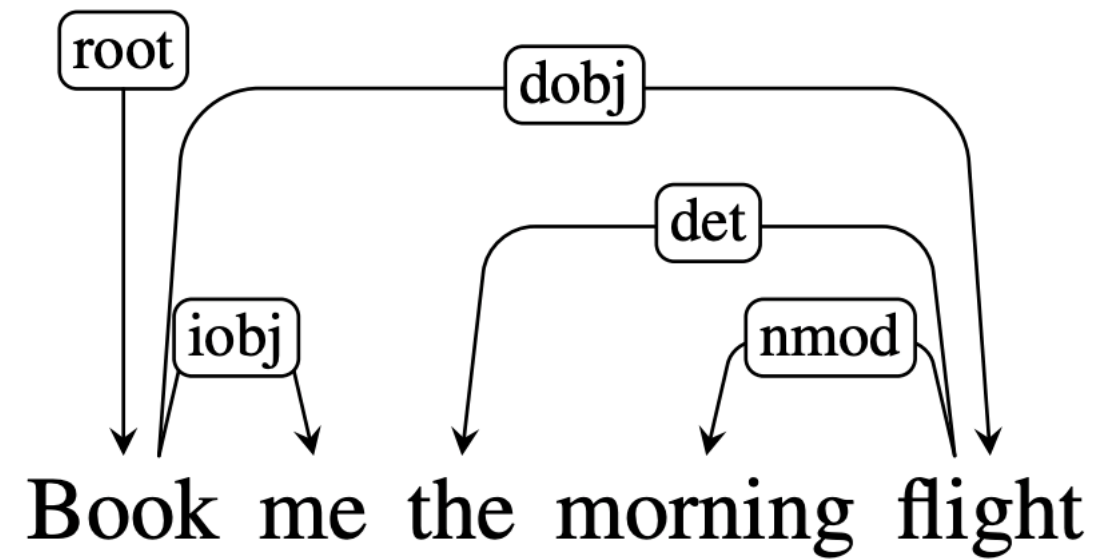 root
dobj
det
iobj
nmod
Book me the morning flight